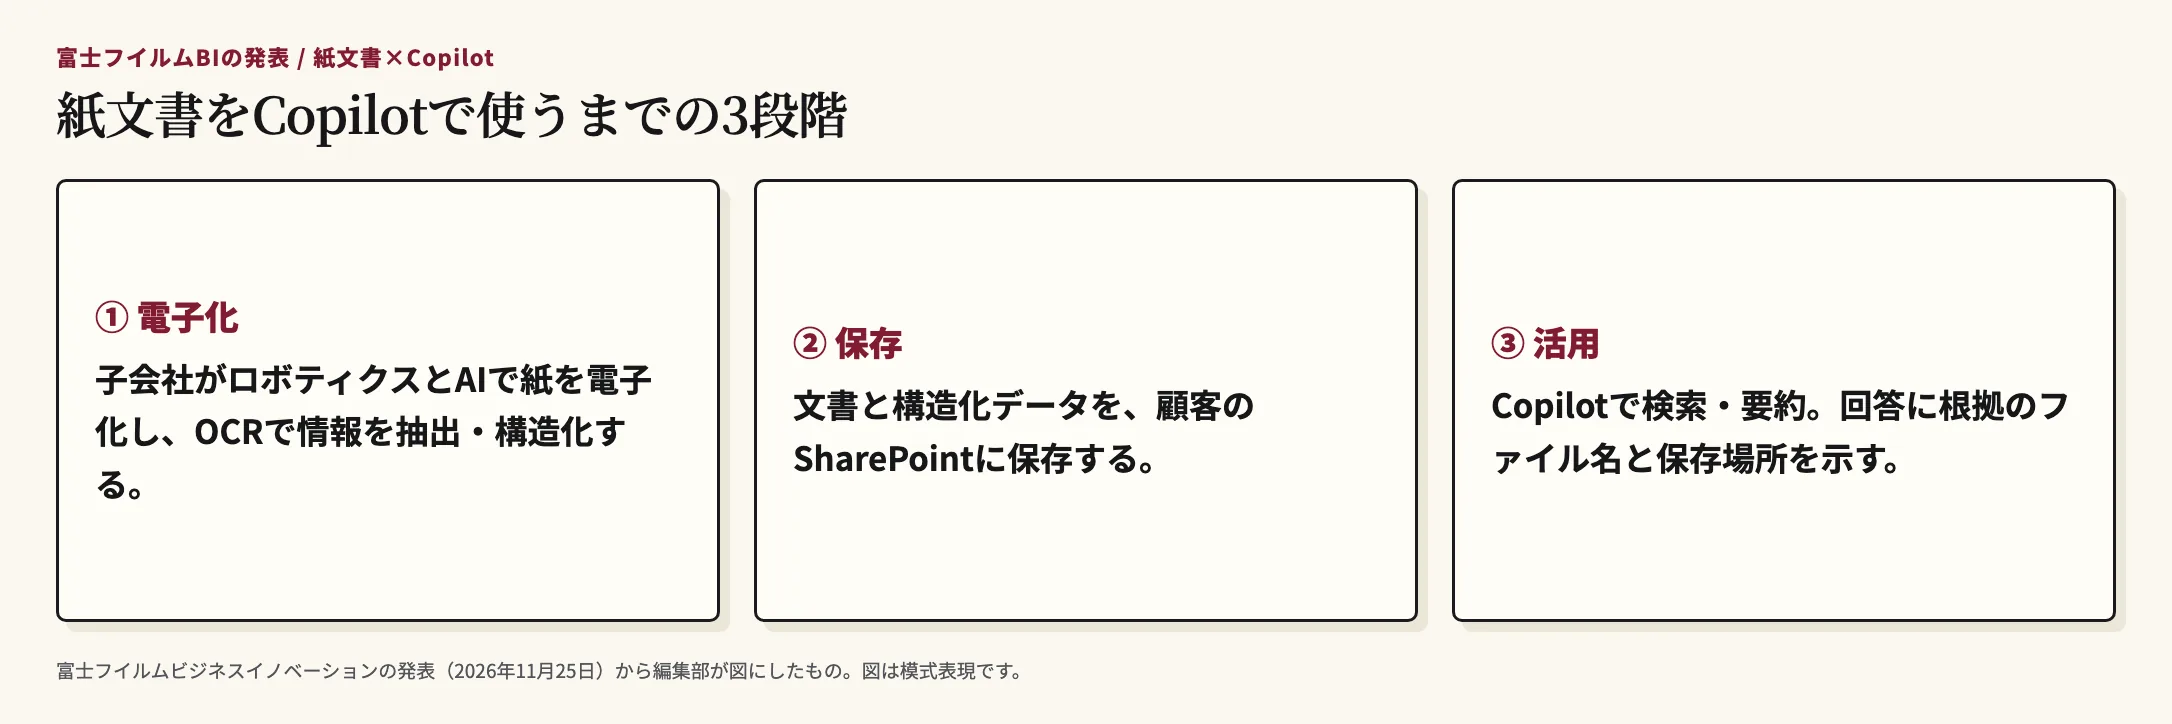 富士フイルムBIの発表 / 紙文書×Copilot
紙文書をCopilotで使うまでの3段階
① 電子化
子会社がロボティクスとAIで紙を電子
化し、OCRで情報を抽出・構造化す
る。
② 保存
文書と構造化データを、顧客の
SharePointに保存する。
③ 活用
Copilotで検索・要約。回答に根拠のフ
ァイル名と保存場所を示す。
富士フイルムビジネスイノベーションの発表（2026年11月25日）から編集部が図にしたもの。図は模式表現です。